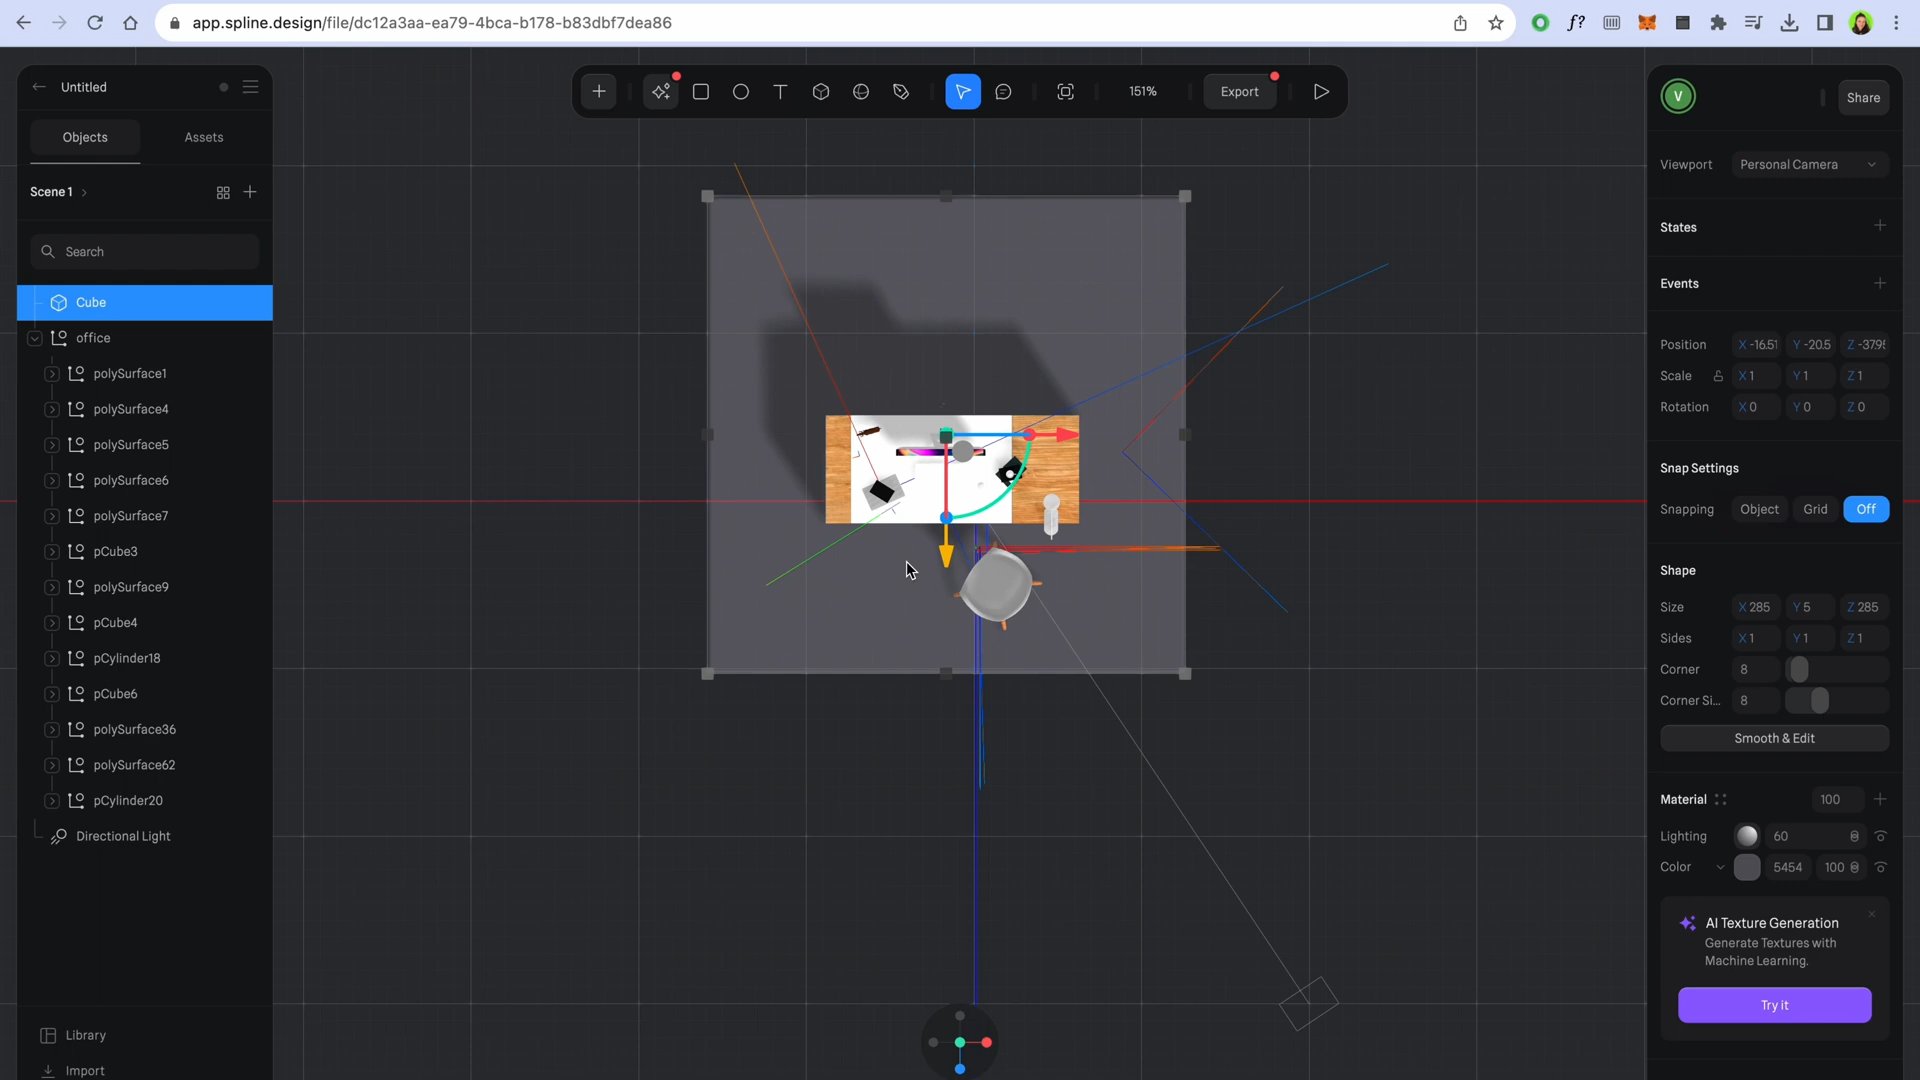 app.spline.design/file/dc12a3aa-ea79-4bca-b178-b83dbf7dea86
f?
Untitled
Objects
Assets
Scene 1
Search
Cube
office
polySurface1
polySurface4
polySurface5
polySurface6
polySurface7
pCube3
polySurface9
pCube4
pCylinder18
pCube6
polySurface36
polySurface62
pCylinder20
Directional Light
Library
Import
T
151%
Export
V
Share
Viewport
Personal Camera
States
Events
Position X -16.51 Y -20.5 Z -37.95
Scale X 1 Y 1 Z 1
Rotation X 0 Y 0 Z 0
Snap Settings
Snapping Object Grid Off
Shape
Size X 285 Y 5 Z 285
Sides X 1 Y 1 Z 1
Corner 8
Corner Si... 8
Smooth & Edit
Material 100
Lighting 60
Color 5454 100
AI Texture Generation
Generate Textures with
Machine Learning.
Try it